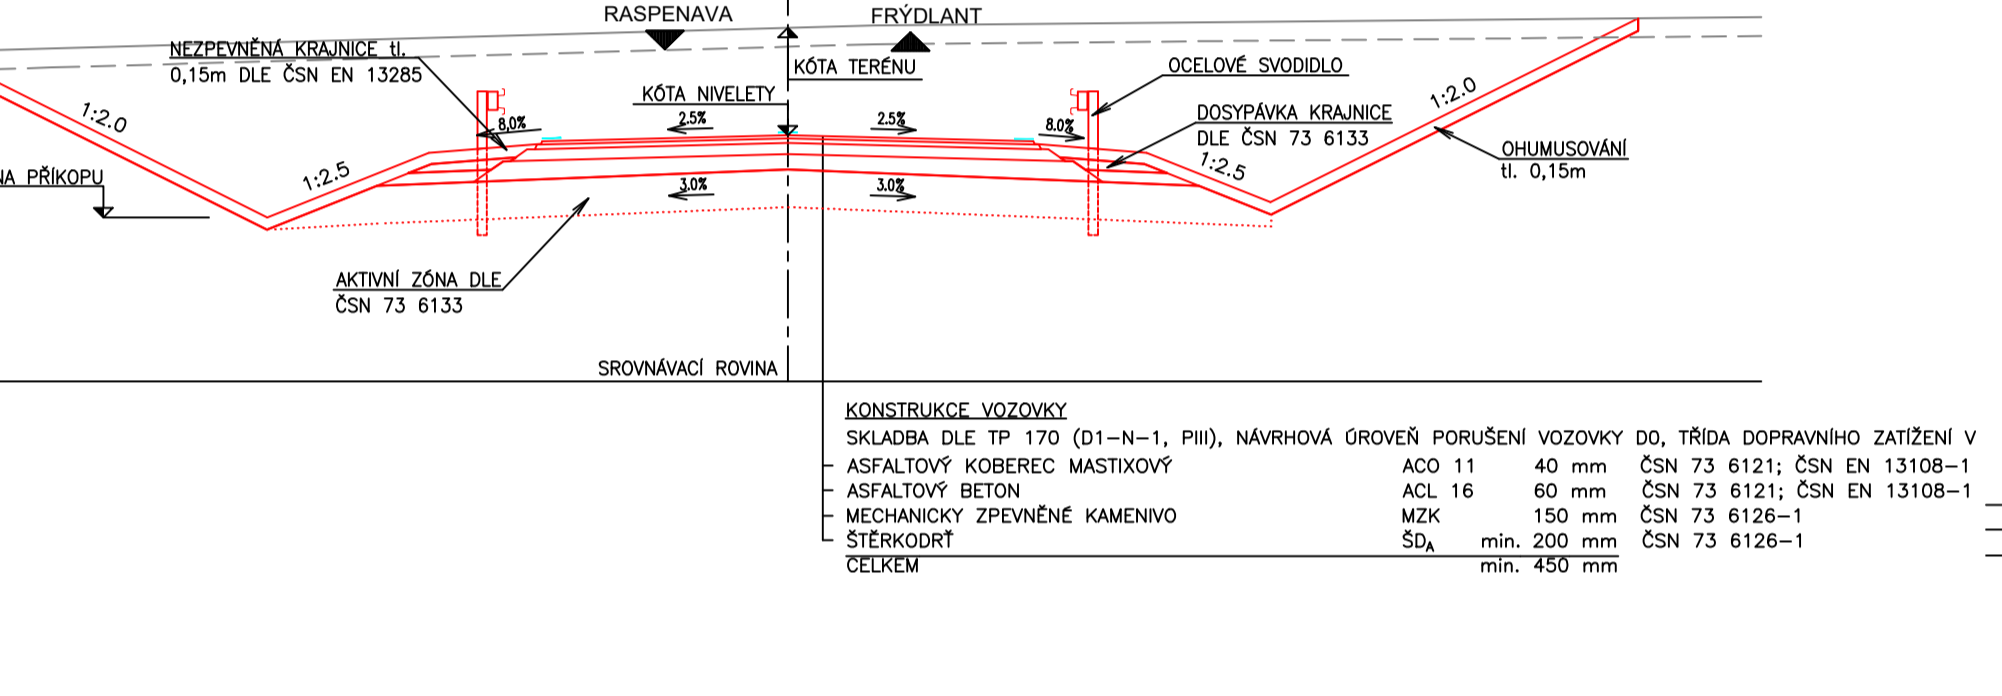 RASPENAVA
FRÝDLANT
NEZPEVNĚNÁ KRAJNICE tl.
0,15m DLE ČSN EN 13285
KÓTA TERÉNU
OCELOVÉ SVODIDLO
KÓTA NIVELETY
DOSYPÁVKA KRAJNICE
DLE ČSN 73 6133
1:2.0
8,0%
2.5%
2.5%
8.0%
1:2.0
OHUMUSOVÁNÍ
tl. 0,15m
PŘÍKOPU
1:2.5
3.0%
3.0%
1:2.5
AKTIVNÍ ZÓNA DLE
ČSN 73 6133
SROVNÁVACÍ ROVINA
KONSTRUKCE VOZOVKY
SKLADBA DLE TP 170 (D1-N-1, PIII), NÁVRHOVÁ ÚROVEŇ PORUŠENÍ VOZOVKY D0, TŘÍDA DOPRAVNÍHO ZATÍŽENÍ V
ASFALTOVÝ KOBEREC MASTIXOVÝ ACO 11 40 mm ČSN 73 6121; ČSN EN 13108-1
ASFALTOVÝ BETON ACL 16 60 mm ČSN 73 6121; ČSN EN 13108-1
MECHANICKY ZPEVNĚNÉ KAMENIVO MZK 150 mm ČSN 73 6126-1
ŠTĚRKODRŤ ŠDA min. 200 mm ČSN 73 6126-1
CELKEM min. 450 mm